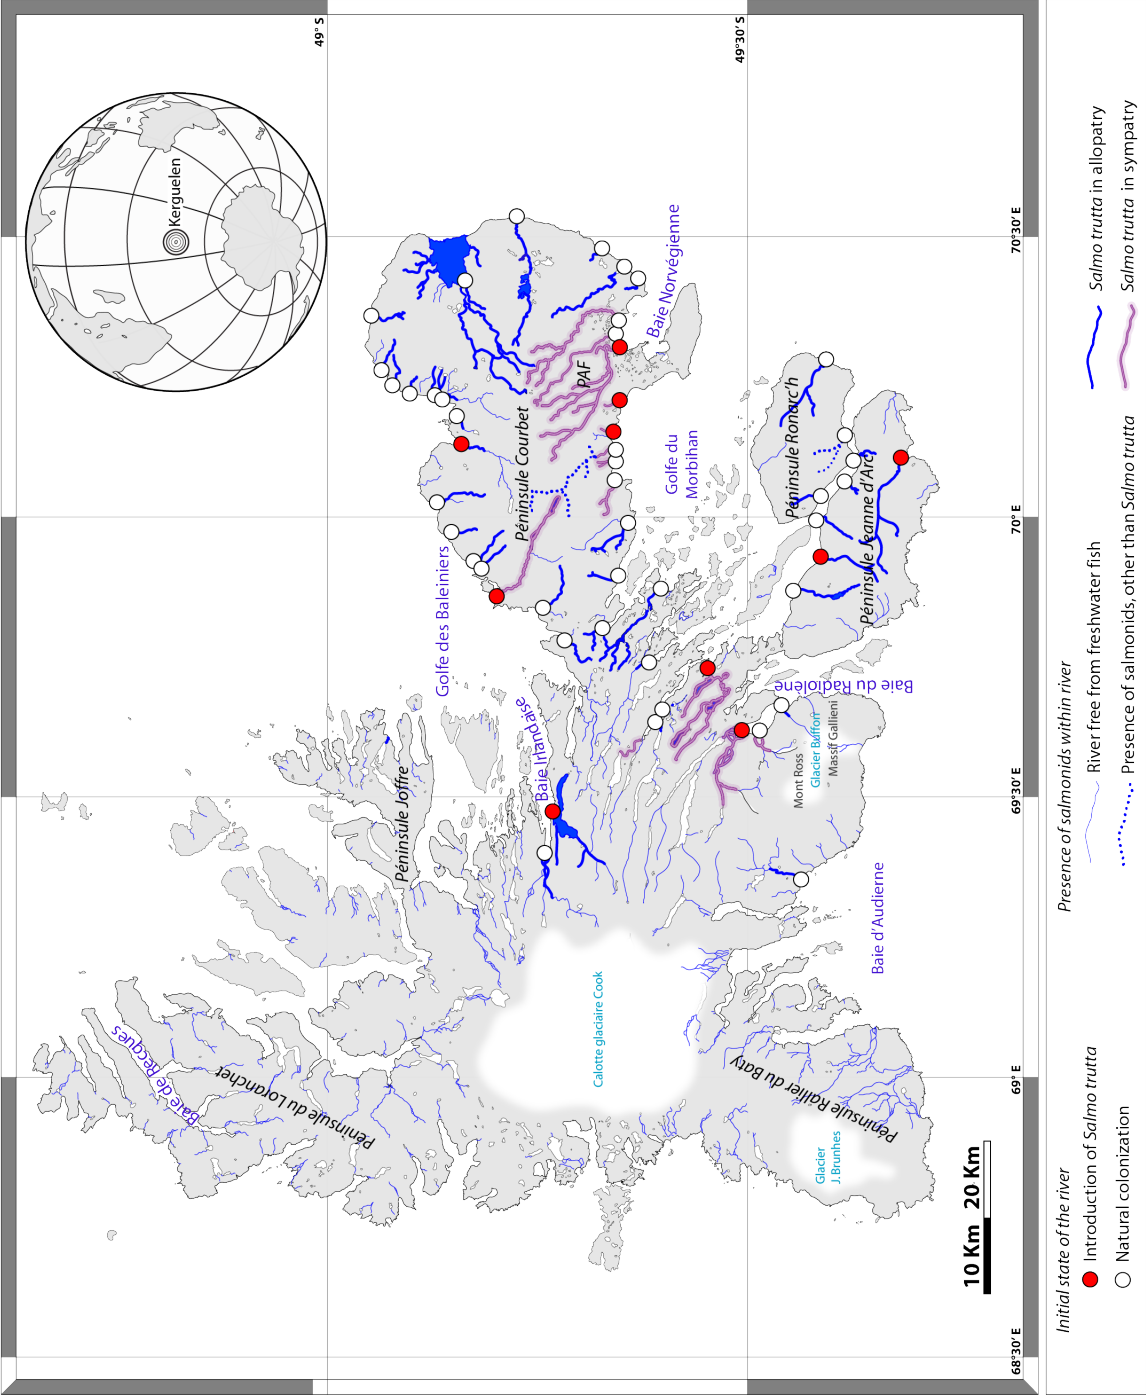 49° S
49°30' S
70°30' E
70° E
69°30' E
69° E
68°30' E
Kerguelen
Baie Norvégienne
PAF
Péninsule Courbet
Golfe du
Morbihan
Péninsule Ronarc'h
Péninsule Jeanne d'Arc
Golfe des Baleiniers
Baie Irlandaise
Baie du Radioleine
Péninsule Joffre
Mont Ross
Glacier Buffon
Massif Gallieni
Baie d'Audierne
Calotte glaciaire Cook
Baie de Recques
Péninsule du Loranchet
Péninsule Rallier du Baty
Glacier
J. Brunhes
10 Km 20 Km
Initial state of the river
Introduction of Salmo trutta
Natural colonization
Presence of salmonids within river
River free from freshwater fish
Presence of salmonids, other than Salmo trutta
Salmo trutta in allopatry
Salmo trutta in sympatry